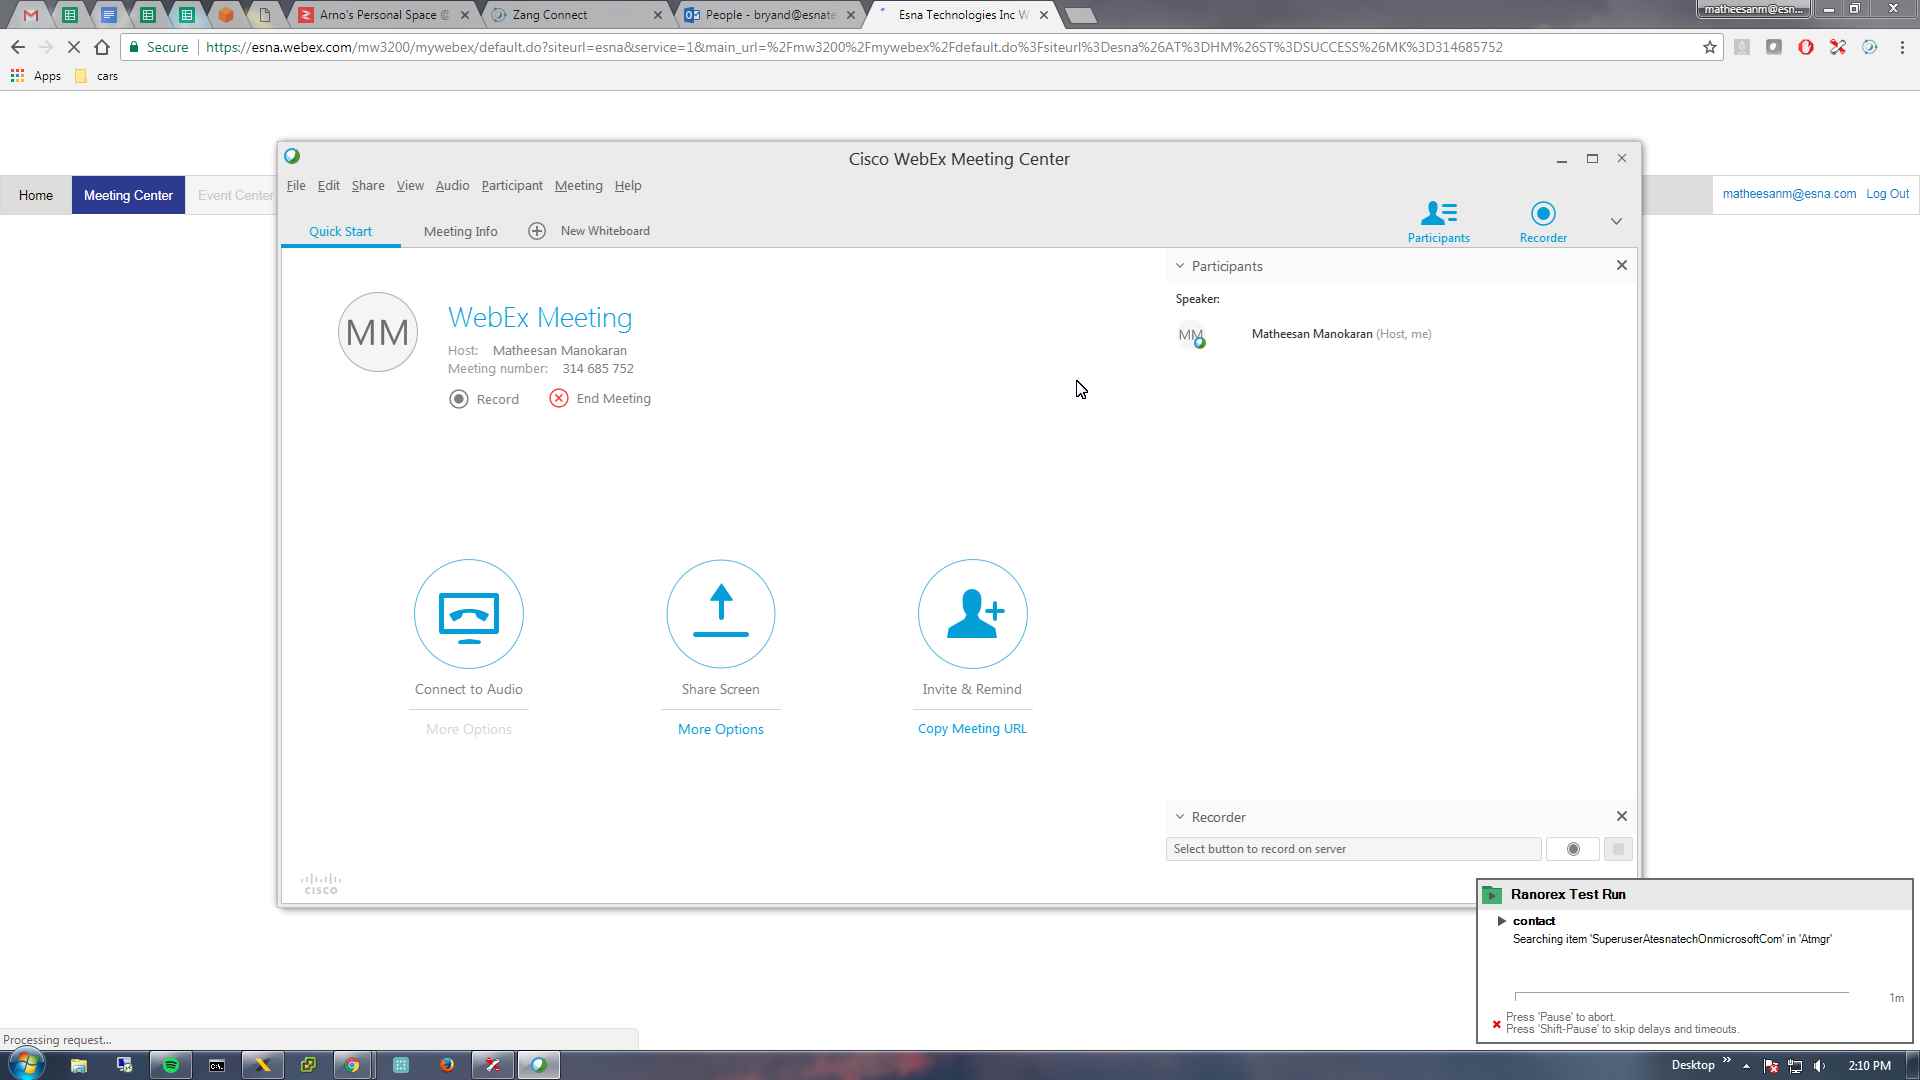 Arno's Personal Space @
Zang Connect
People - bryand@esnate
Esna Technologies Inc W
matheesanm@esn...
Secure
https://esna.webex.com/mw3200/mywebex/default.do?siteurl=esna&service=1&main_url=%2Fmw3200%2Fmywebex%2Fdefault.do%3Fsiteurl%3Desna%26AT%3DHM%26ST%3DSUCCESS%26MK%3D314685752
Apps
cars
Home
Meeting Center
Event Center
matheesanm@esna.com
Log Out
Cisco WebEx Meeting Center
File Edit Share View Audio Participant Meeting Help
Quick Start
Meeting Info
New Whiteboard
Participants
Recorder
MM
WebEx Meeting
Host: Matheesan Manokaran
Meeting number: 314 685 752
Record
End Meeting
Participants
Speaker:
MM
Matheesan Manokaran (Host, me)
Connect to Audio
Share Screen
Invite & Remind
More Options
More Options
Copy Meeting URL
Recorder
Select button to record on server
CISCO
Ranorex Test Run
contact
Searching item 'SuperuserAtesnatechOnmicrosoftCom' in 'Atmgr'
1m
Press 'Pause' to abort.
Press 'Shift-Pause' to skip delays and timeouts.
Processing request...
Desktop
2:10 PM